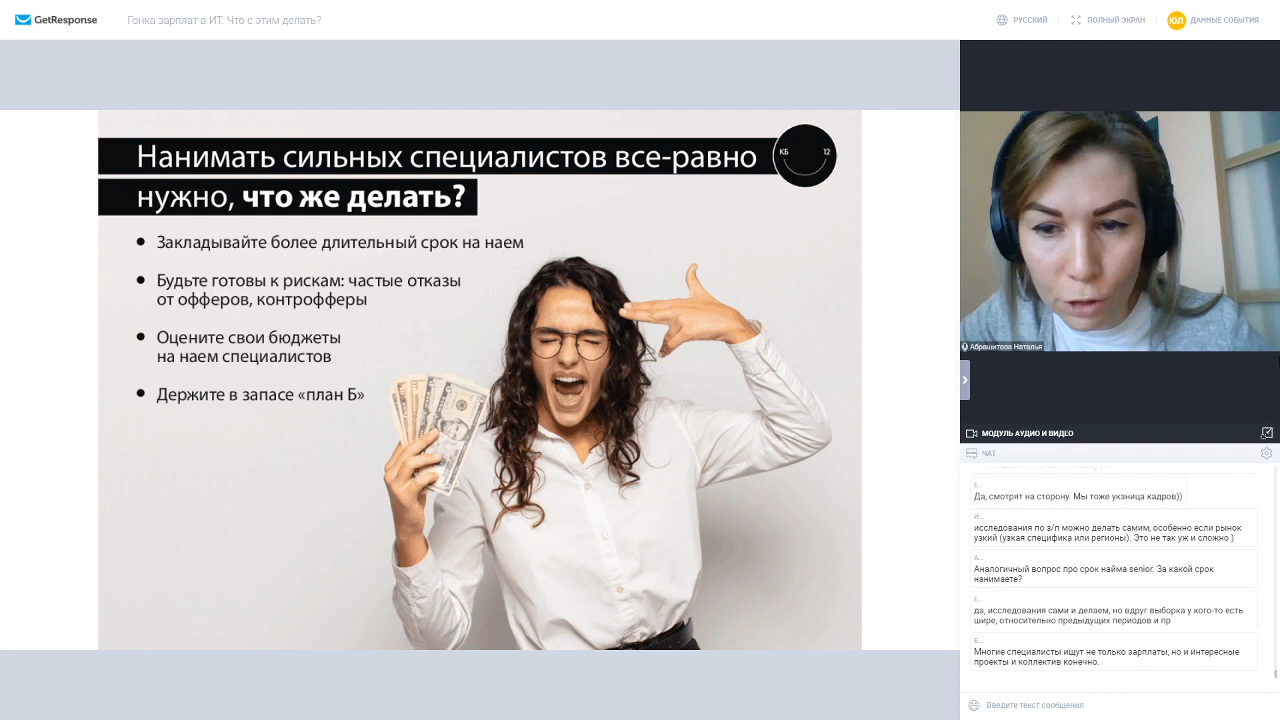 GetResponse
Гонка зарплат в ИТ. Что с этим делать?
РУССКИЙ
ПОЛНЫЙ ЭКРАН
ЮЛ
ДАННЫЕ СОБЫТИЯ
Нанимать сильных специалистов все-равно
нужно, что же делать?
КБ 12
Закладывайте более длительный срок на наем
Будьте готовы к рискам: частые отказы
от офферов, контрофферы
Оцените свои бюджеты
на наем специалистов
Держите в запасе «план Б»
Абрашитова Наталья
МОДУЛЬ АУДИО И ВИДЕО
ЧАТ
Е...
Да, смотрят на сторону. Мы тоже укзница кадров))
И...
исследования по з/п можно делать самим, особенно если рынок
узкий (узкая специфика или регионы). Это не так уж и сложно )
А...
Аналогичный вопрос про срок найма senior. За какой срок
нанимаете?
Е...
да, исследования сами и делаем, но вдруг выборка у кого-то есть
шире, относительно предыдущих периодов и пр
Е...
Многие специалисты ищут не только зарплаты, но и интересные
проекты и коллектив конечно.
Введите текст сообщения